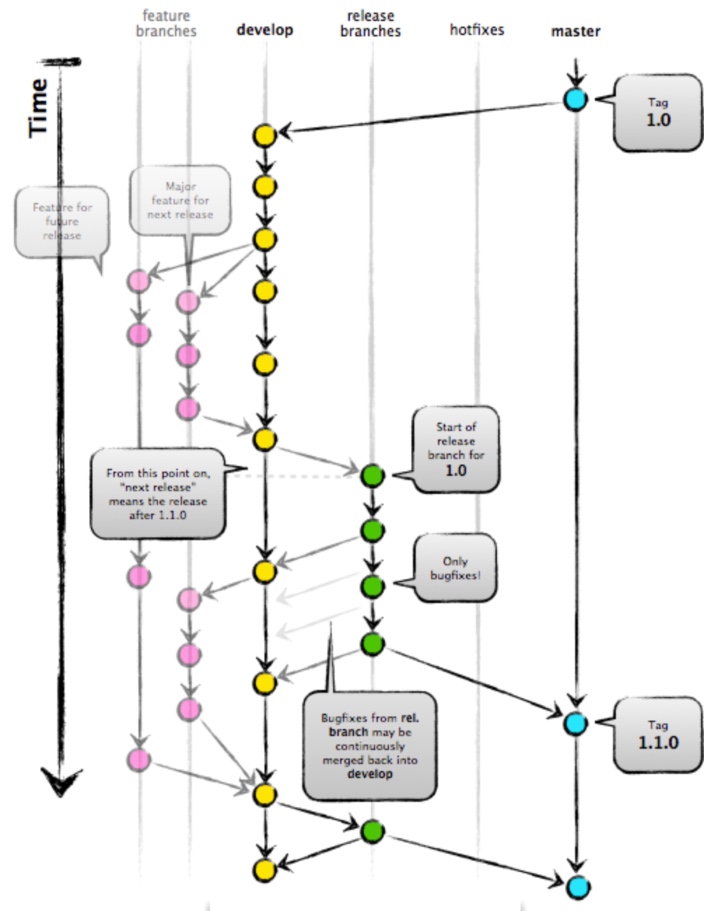 feature
branches
develop
release
branches
hotfixes
master
Time
Tag
1.0
Major
feature for
next release
Feature for
future
release
Start of
release
branch for
1.0
From this point on,
“next release”
means the release
after 1.1.0
Only
bugfixes!
Bugfixes from rel.
branch may be
continuously
merged back into
develop
Tag
1.1.0